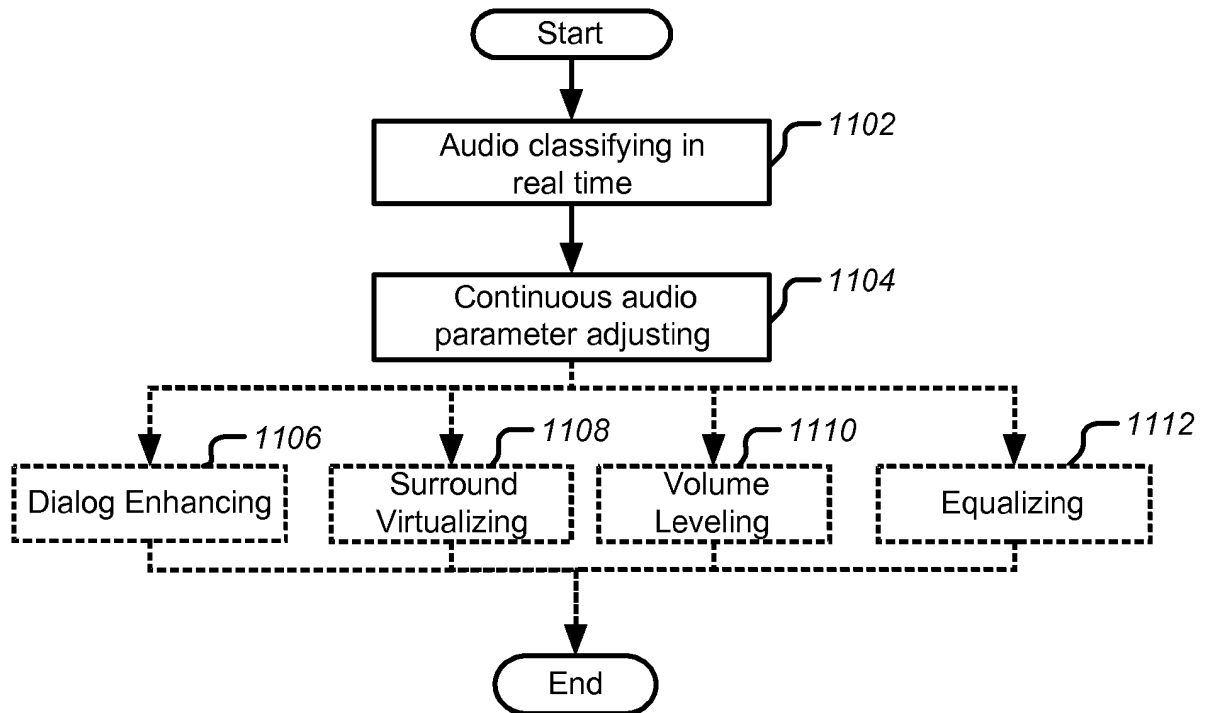 Start
1102
Audio classifying in
real time
1104
Continuous audio
parameter adjusting
1106
1108
1110
1112
Dialog Enhancing
Surround
Virtualizing
Volume
Leveling
Equalizing
End